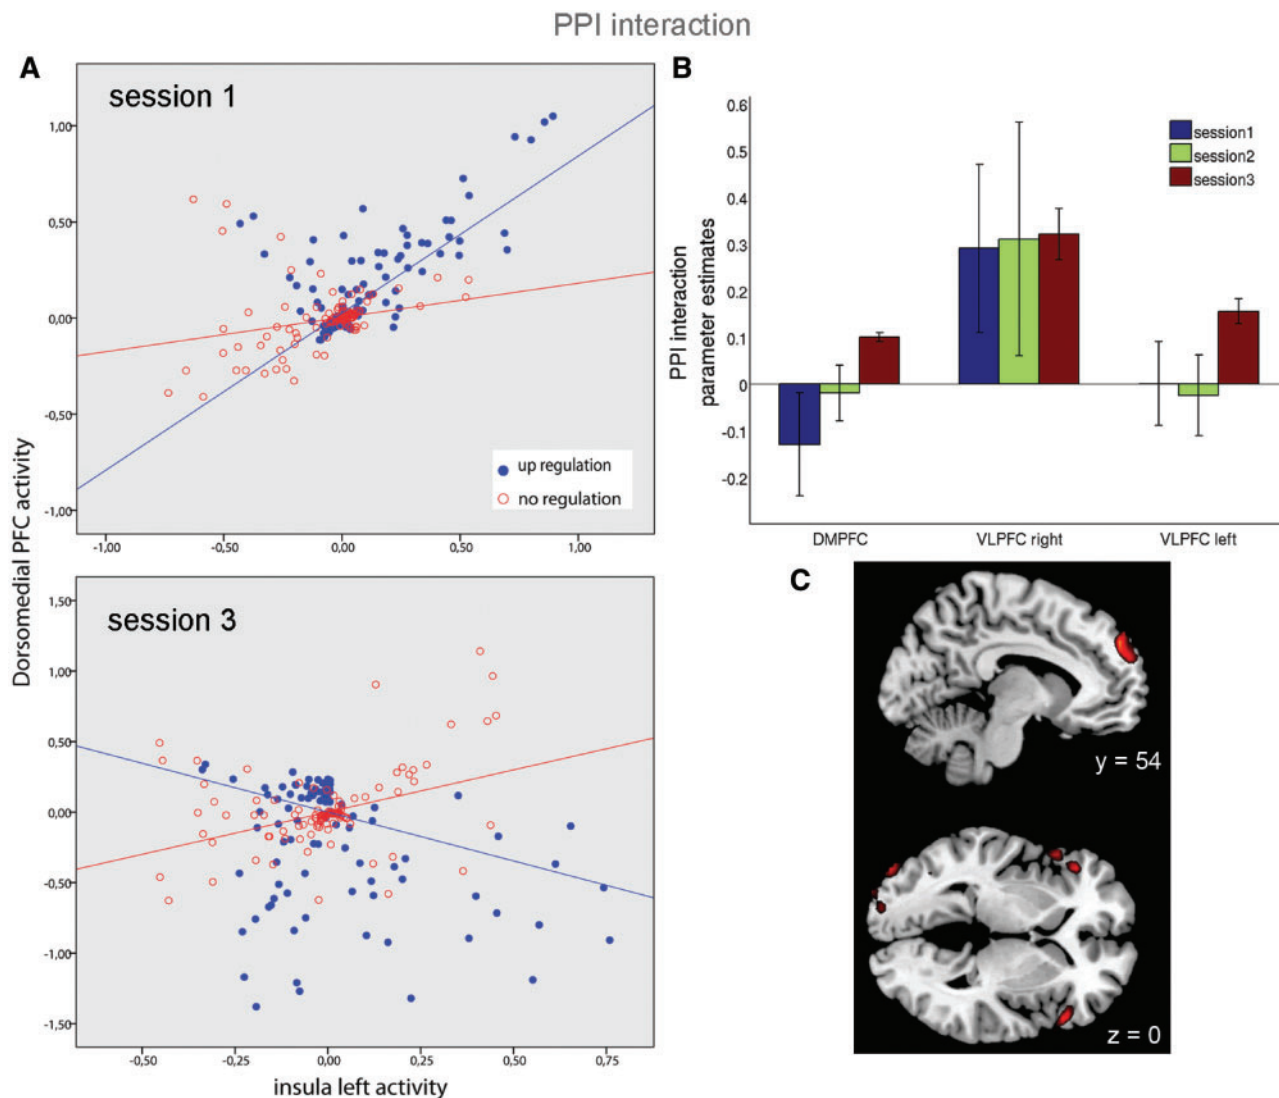 PPI interaction
A
session 1
1,00
0,50
0,00
-0,50
-1,00
up regulation
no regulation
-1,00
-0,50
0,00
0,50
1,00
Dorsomedial PFC activity
session 3
1,50
1,00
0,50
0,00
-0,50
-1,00
-1,50
-0,50
-0,25
0,00
0,25
0,50
0,75
insula left activity
B
PPI interaction
parameter estimates
0.6
0.5
0.4
0.3
0.2
0.1
0
-0.1
-0.2
session1
session2
session3
DMPFC
VLPFC right
VLPFC left
C
y = 54
z = 0